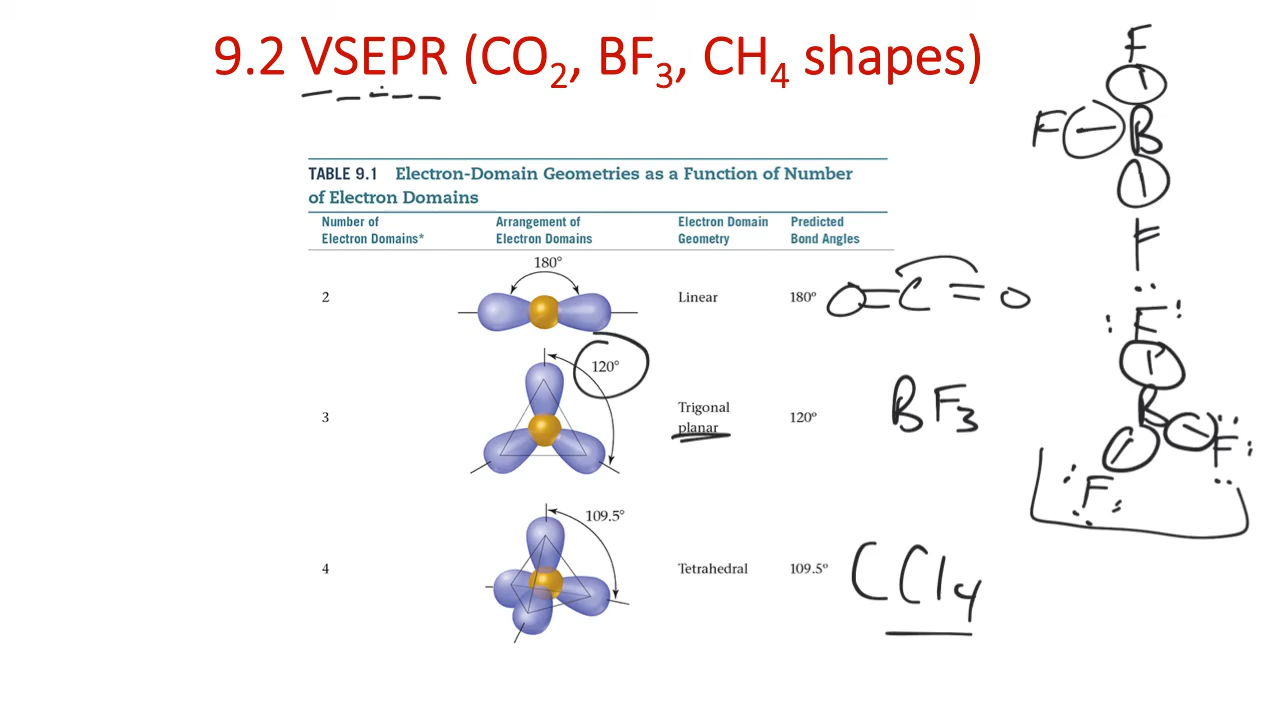 9.2 VSEPR (CO₂, BF₃, CH₄ shapes)
TABLE 9.1 Electron-Domain Geometries as a Function of Number
of Electron Domains
Number of Electron Domains*
Arrangement of Electron Domains
Electron Domain Geometry
Predicted Bond Angles
180°
2
Linear
180°
120°
3
Trigonal planar
120°
109.5°
4
Tetrahedral
109.5°
O=C=O
BF₃
CCl₄
F
F-B
F
F
B
F
F